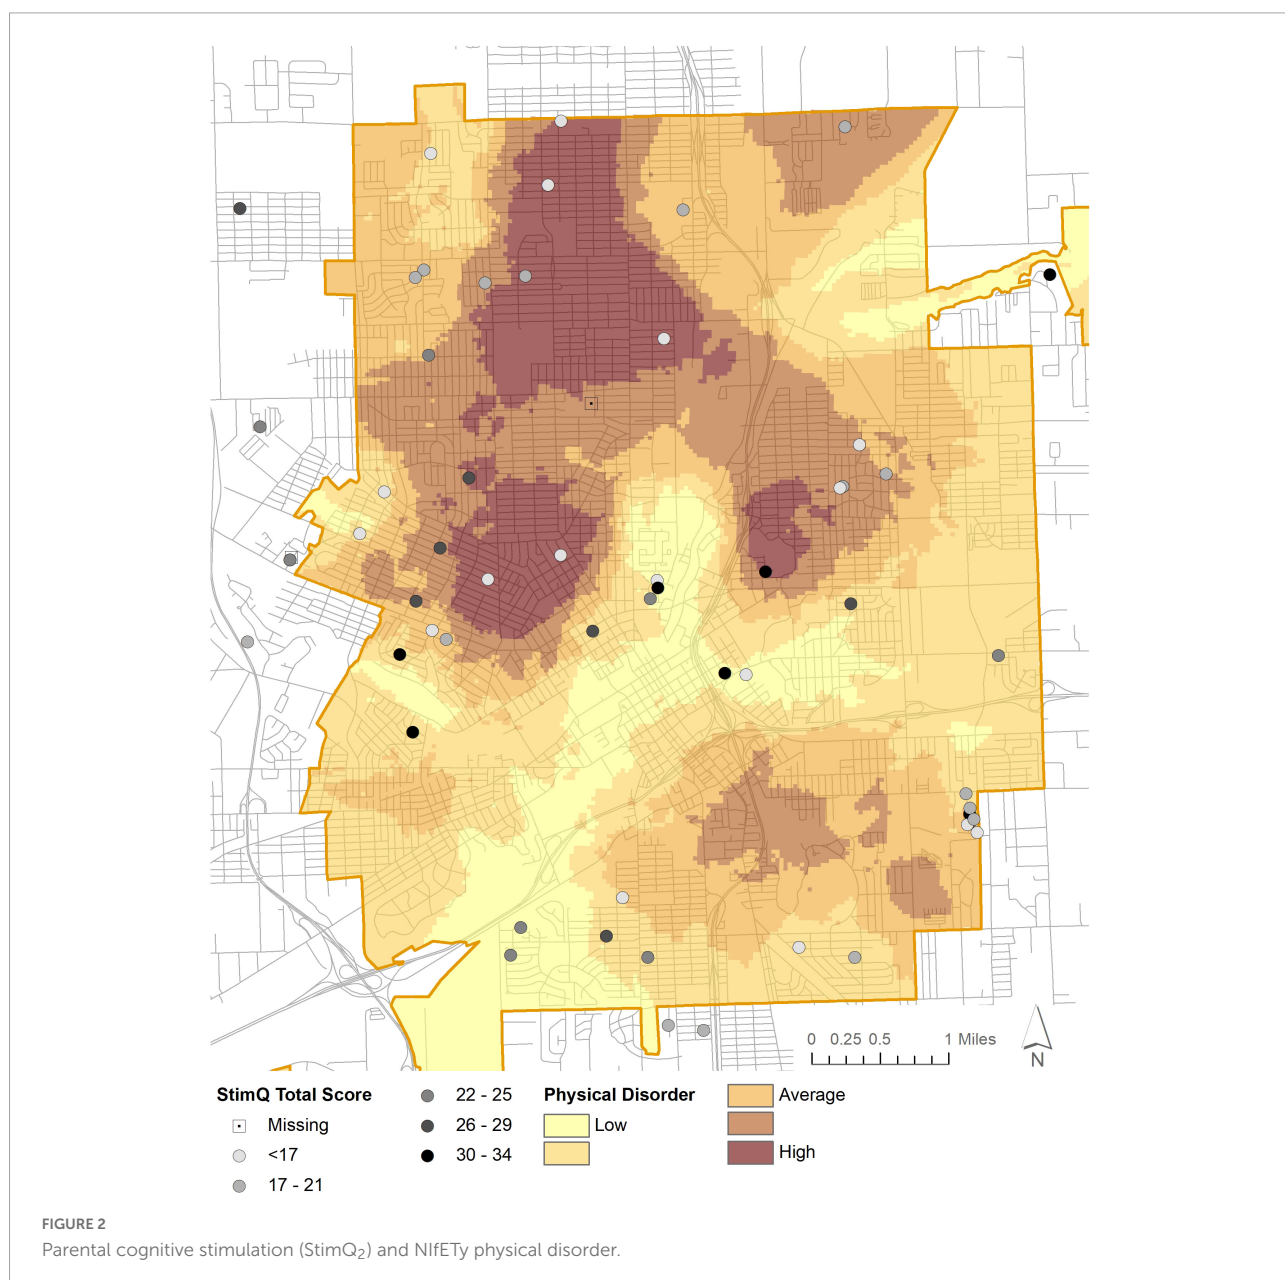 0 0.25 0.5 1 Miles
N
StimQ Total Score
Missing
<17
17 - 21
22 - 25
26 - 29
30 - 34
Physical Disorder
Low
Average
High
FIGURE 2
Parental cognitive stimulation (StimQ2) and NIfETy physical disorder.